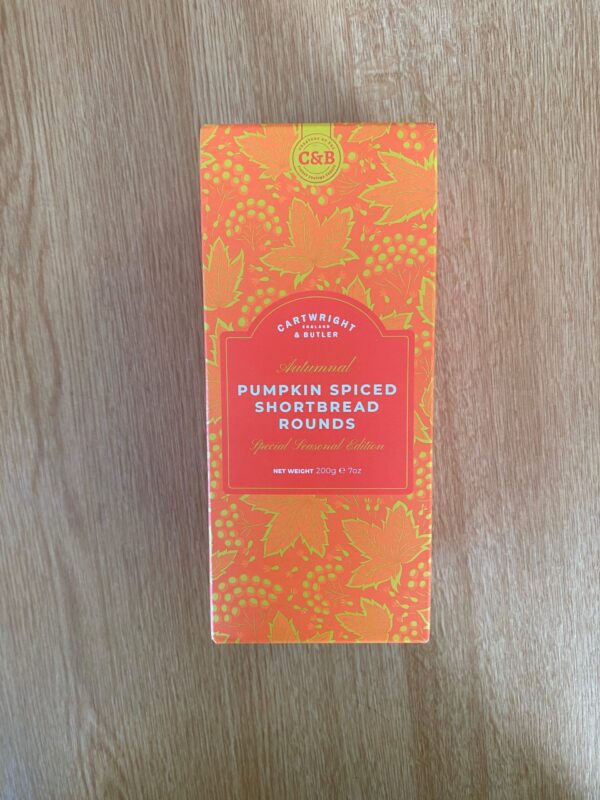 C&B
CARTWRIGHT
ENGLAND
& BUTLER
Autumnal
PUMPKIN SPICED
SHORTBREAD
ROUNDS
Special Seasonal Edition
NET WEIGHT 200g ℮ 7oz